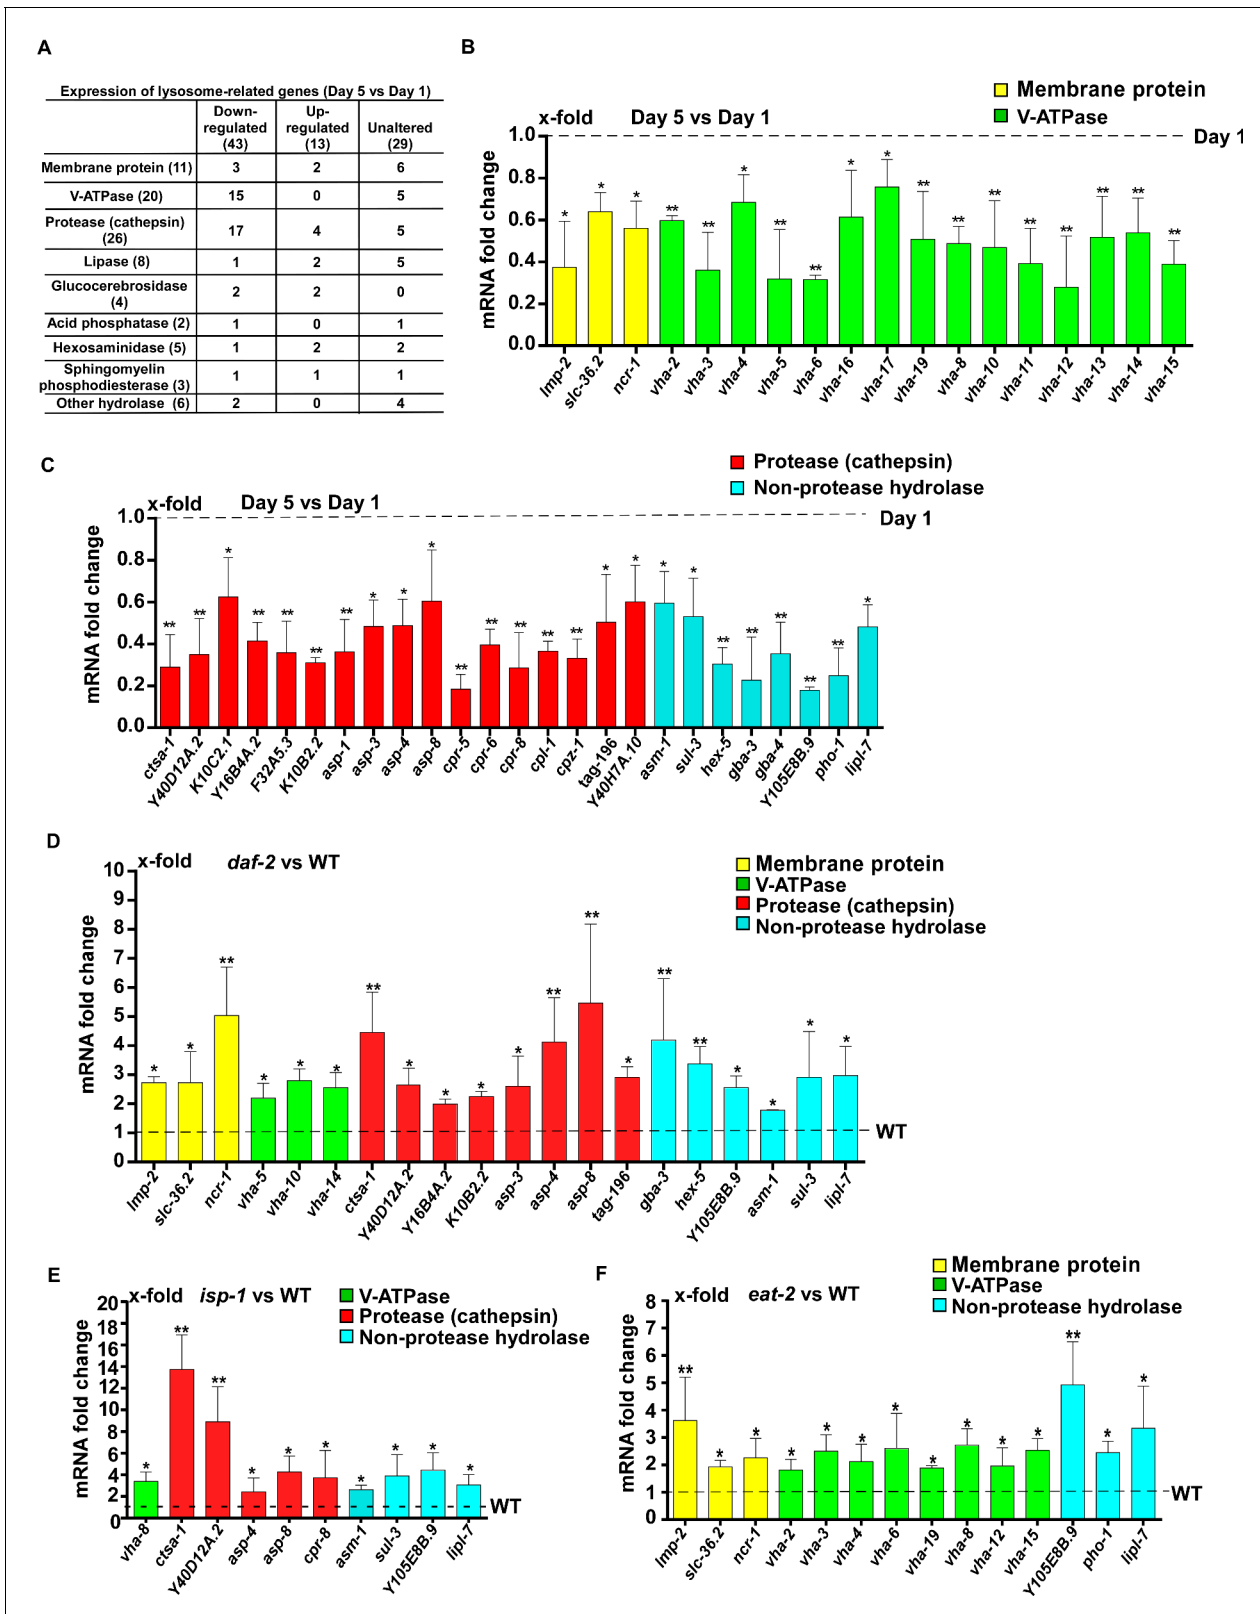 A
Expression of lysosome-related genes (Day 5 vs Day 1)
Down-regulated (43) Up-regulated (13) Unaltered (29)
Membrane protein (11) 3 2 6
V-ATPase (20) 15 0 5
Protease (cathepsin) (26) 17 4 5
Lipase (8) 1 2 5
Glucocerebrosidase (4) 2 2 0
Acid phosphatase (2) 1 0 1
Hexosaminidase (5) 1 2 2
Sphingomyelin phosphodiesterase (3) 1 1 1
Other hydrolase (6) 2 0 4
B
Membrane protein
V-ATPase
x-fold Day 5 vs Day 1
Day 1
mRNA fold change
1.0
0.8
0.6
0.4
0.2
0.0
* * * ** ** * ** ** * * ** ** ** ** ** ** ** **
lmp-2 slc-36.2 ncr-1 vha-2 vha-3 vha-4 vha-5 vha-6 vha-16 vha-17 vha-19 vha-8 vha-10 vha-11 vha-12 vha-13 vha-14 vha-15
C
Protease (cathepsin)
Non-protease hydrolase
x-fold Day 5 vs Day 1
Day 1
mRNA fold change
1.0
0.8
0.6
0.4
0.2
0.0
** ** * ** ** ** ** * * * ** ** ** ** ** * * * * ** ** ** ** ** *
ctsa-1 Y40D12A.2 K10C2.1 Y16B4A.2 F32A5.3 K10B2.2 asp-1 asp-3 asp-4 asp-8 cpr-5 cpr-6 cpr-8 cpl-1 cpz-1 tag-196 Y40H7A.10 asm-1 sul-3 hex-5 gba-3 gba-4 Y105E8B.9 pho-1 lipl-7
D
x-fold daf-2 vs WT
Membrane protein
V-ATPase
Protease (cathepsin)
Non-protease hydrolase
mRNA fold change
10
9
8
7
6
5
4
3
2
1
0
WT
* * ** * * * ** * * * * ** ** * ** ** * * * *
lmp-2 slc-36.2 ncr-1 vha-5 vha-10 vha-14 ctsa-1 Y40D12A.2 Y16B4A.2 K10B2.2 asp-3 asp-4 asp-8 tag-196 gba-3 hex-5 Y105E8B.9 asm-1 sul-3 lipl-7
E
x-fold isp-1 vs WT
V-ATPase
Protease (cathepsin)
Non-protease hydrolase
mRNA fold change
20
18
16
14
12
10
8
6
4
2
0
WT
* ** ** * * * * * * *
vha-8 ctsa-1 Y40D12A.2 asp-4 asp-8 cpr-8 asm-1 sul-3 Y105E8B.9 lipl-7
F
x-fold eat-2 vs WT
Membrane protein
V-ATPase
Non-protease hydrolase
mRNA fold change
8
7
6
5
4
3
2
1
0
WT
** * * * * * * * * * * ** * *
lmp-2 slc-36.2 ncr-1 vha-2 vha-3 vha-4 vha-6 vha-19 vha-8 vha-12 vha-15 Y105E8B.9 pho-1 lipl-7